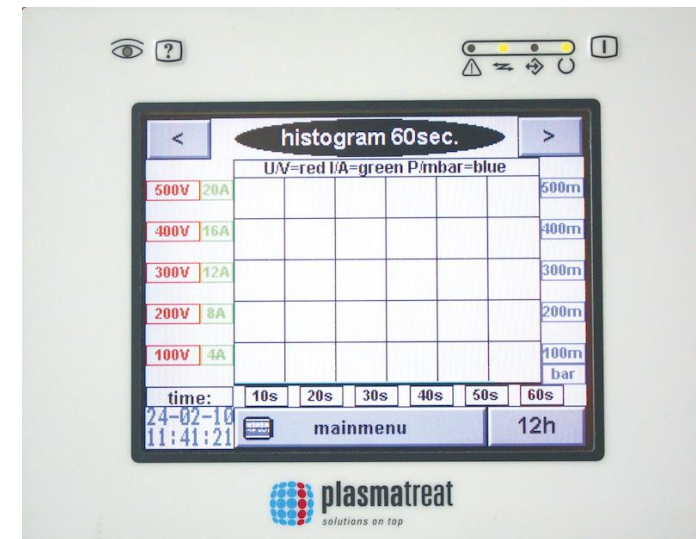 ?
< histogram 60sec. >
U/V=red I/A=green P/mbar=blue
500V 20A 500m
400V 16A 400m
300V 12A 300m
200V 8A 200m
100V 4A 100m
bar
time: 10s 20s 30s 40s 50s 60s
24-02-10
11:41:21
mainmenu 12h
plasmatreat
solutions on top